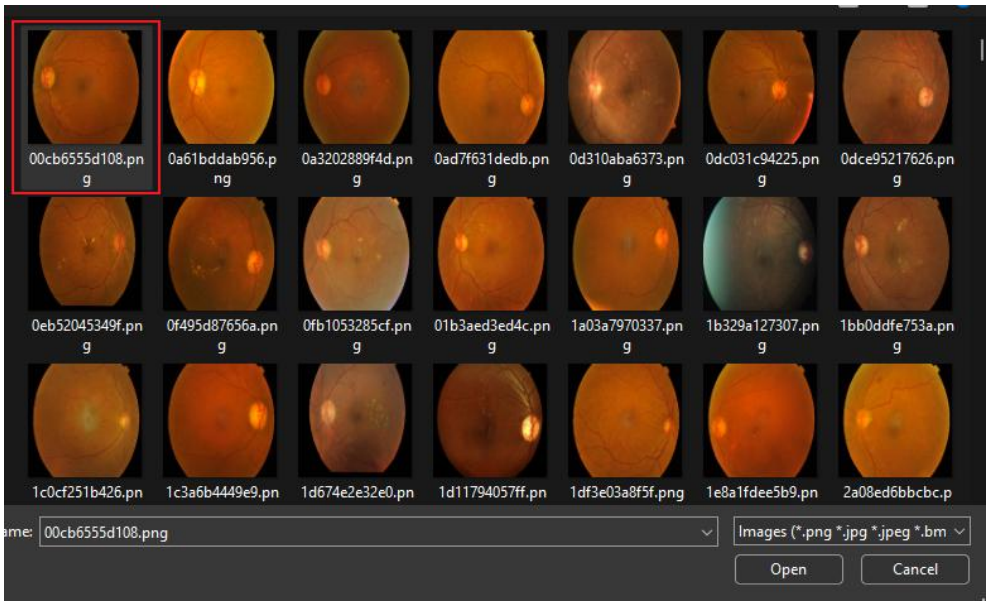 00cb6555d108.pn
g
0a61bddab956.p
ng
0a3202889f4d.pn
g
0ad7f631dedb.pn
g
0d310aba6373.pn
g
0dc031c94225.pn
g
0dce95217626.pn
g
0eb52045349f.pn
g
0f495d87656a.pn
g
0fb1053285cf.pn
g
01b3aed3ed4c.pn
g
1a03a7970337.pn
g
1b329a127307.pn
g
1bb0ddfe753a.pn
g
1c0cf251b426.pn
1c3a6b4449e9.pn
1d674e2e32e0.pn
1d11794057ff.pn
1df3e03a8f5f.png
1e8a1fdee5b9.pn
2a08ed6bbcbc.p
ame: 00cb6555d108.png
Images (*.png *.jpg *.jpeg *.bm
Open Cancel